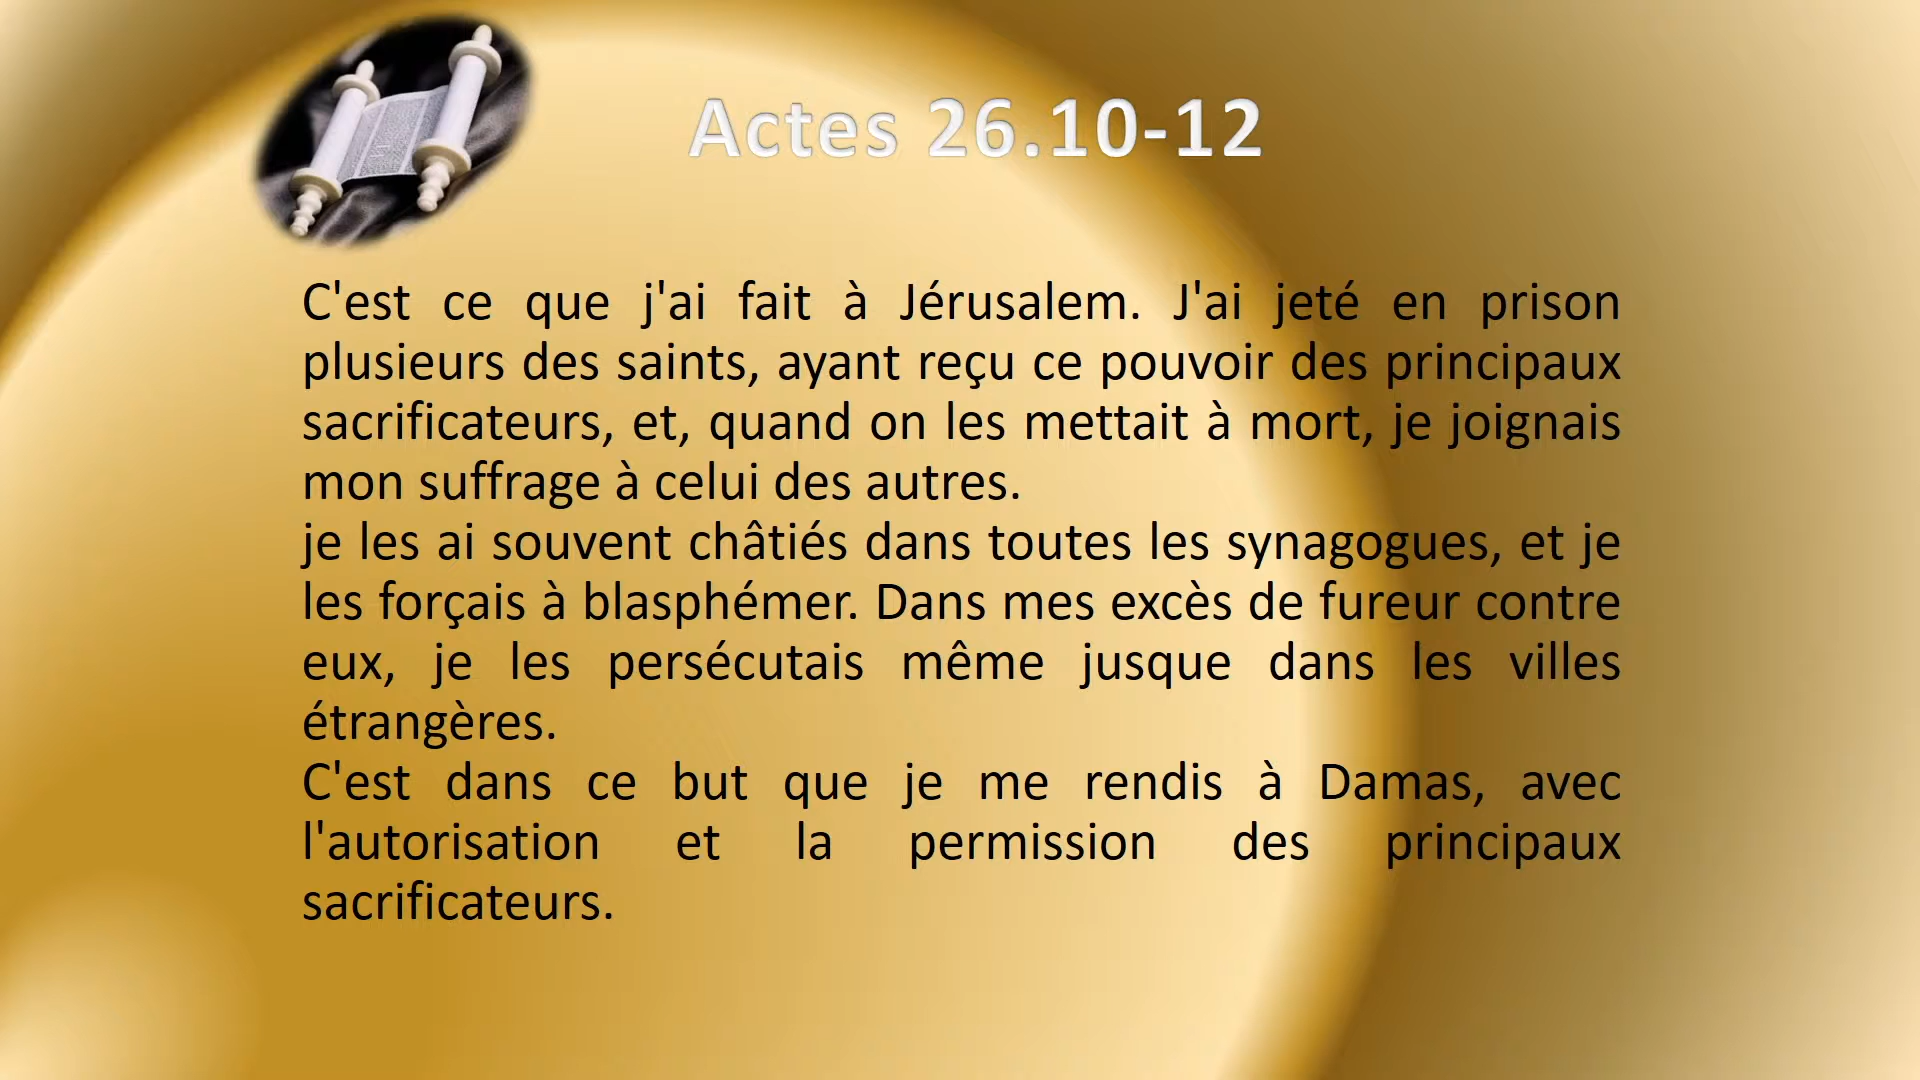 Actes 26.10-12
C'est ce que j'ai fait à Jérusalem. J'ai jeté en prison
plusieurs des saints, ayant reçu ce pouvoir des principaux
sacrificateurs, et, quand on les mettait à mort, je joignais
mon suffrage à celui des autres.
je les ai souvent châtiés dans toutes les synagogues, et je
les forçais à blasphémer. Dans mes excès de fureur contre
eux, je les persécutais même jusque dans les villes
étrangères.
C'est dans ce but que je me rendis à Damas, avec
l'autorisation et la permission des principaux
sacrificateurs.